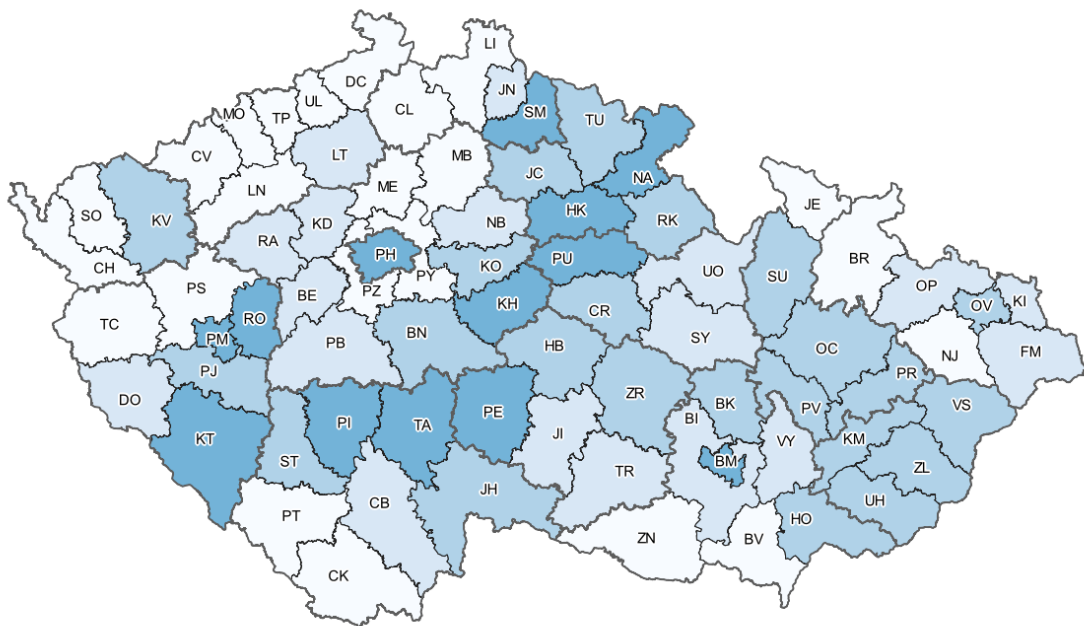 LI
DC
JN
UL
MO
TP
CL
SM
TU
CV
LT
MB
JC
NA
ME
LN
SO
KV
NB
HK
RK
JE
RA
KD
PH
KO
PU
BR
CH
UO
SU
OP
OV
KI
PS
BE
PZ
PY
KH
CR
TC
RO
PM
PB
BN
HB
SY
OC
NJ
FM
PJ
PR
DO
ZR
BK
PV
VS
KT
PI
TA
PE
BI
VY
KM
JI
ST
BM
ZL
TR
CB
JH
UH
PT
HO
ZN
BV
CK